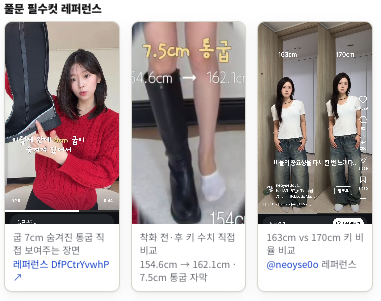 풀문 필수컷 레퍼런스
7.5cm 통굽
154.6cm → 162.1c
154c
163cm
170cm
굽 7cm 숨겨진 통굽 직
접 보여주는 장면
레퍼런스 DfPCtrYvwhP
↗
착화 전·후 키 수치 직접
비교
154.6cm → 162.1cm ·
7.5cm 통굽 자막
163cm vs 170cm 키 비
율 비교
@neoyse0o 레퍼런스